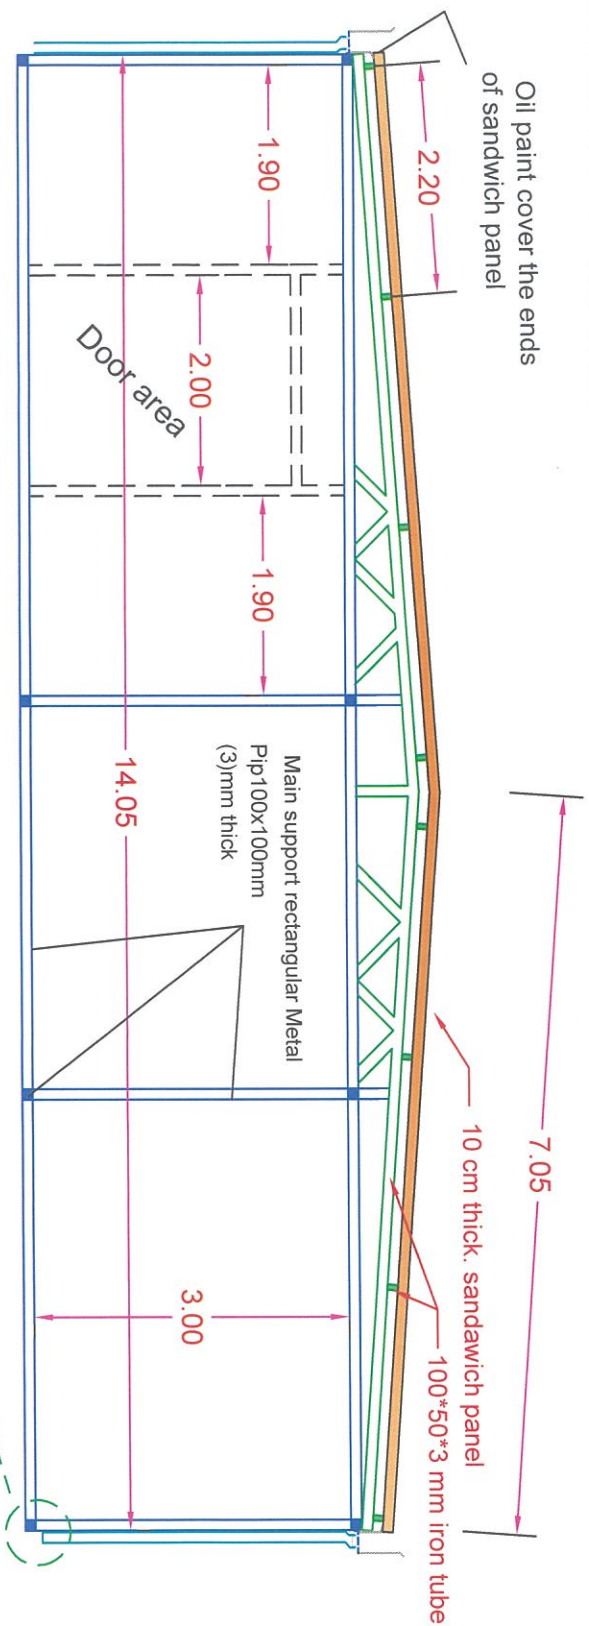 Oil paint cover the ends
of sandwich panel
2.20
7.05
10 cm thick. sandawich panel
100*50*3 mm iron tube
1.90
2.00
Door area
1.90
Main support rectangular Metal
Pip100x100mm
(3)mm thick
3.00
14.05